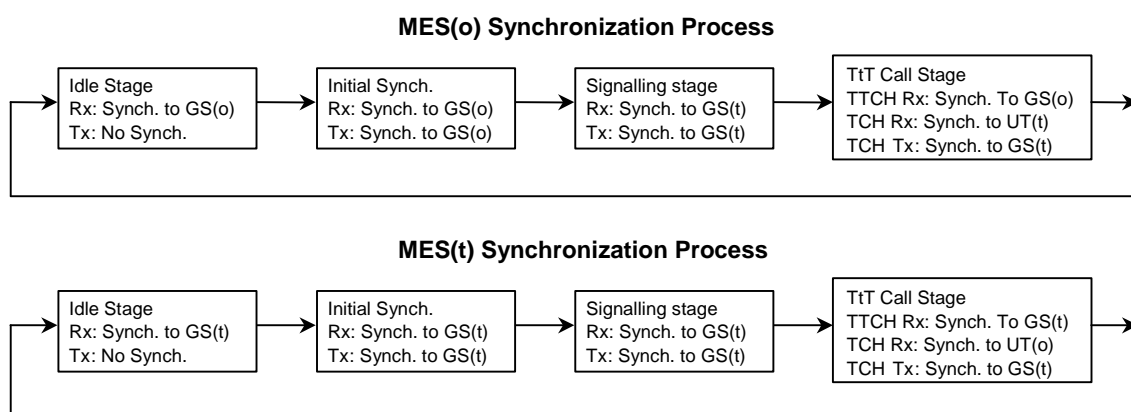 MES(o) Synchronization Process
Idle Stage
Rx: Synch. to GS(o)
Tx: No Synch.
Initial Synch.
Rx: Synch. to GS(o)
Tx: Synch. to GS(o)
Signalling stage
Rx: Synch. to GS(t)
Tx: Synch. to GS(t)
TtT Call Stage
TTCH Rx: Synch. To GS(o)
TCH Rx: Synch. to UT(t)
TCH Tx: Synch. to GS(t)
MES(t) Synchronization Process
Idle Stage
Rx: Synch. to GS(t)
Tx: No Synch.
Initial Synch.
Rx: Synch. to GS(t)
Tx: Synch. to GS(t)
Signalling stage
Rx: Synch. to GS(t)
Tx: Synch. to GS(t)
TtT Call Stage
TTCH Rx: Synch. To GS(t)
TCH Rx: Synch. to UT(o)
TCH Tx: Synch. to GS(t)